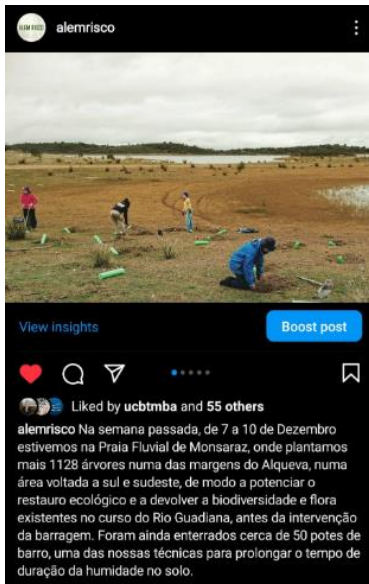 ALEM RISCO
alemrisco
View insights
Boost post
Liked by ucbtmba and 55 others
alemrisco Na semana passada, de 7 a 10 de Dezembro
estivemos na Praia Fluvial de Monsaraz, onde plantamos
mais 1128 árvores numa das margens do Alqueva, numa
área voltada a sul e sudeste, de modo a potenciar o
restauro ecológico e a devolver a biodiversidade e flora
existentes no curso do Rio Guadiana, antes da intervenção
da barragem. Foram ainda enterrados cerca de 50 potes de
barro, uma das nossas técnicas para prolongar o tempo de
duração da humidade no solo.